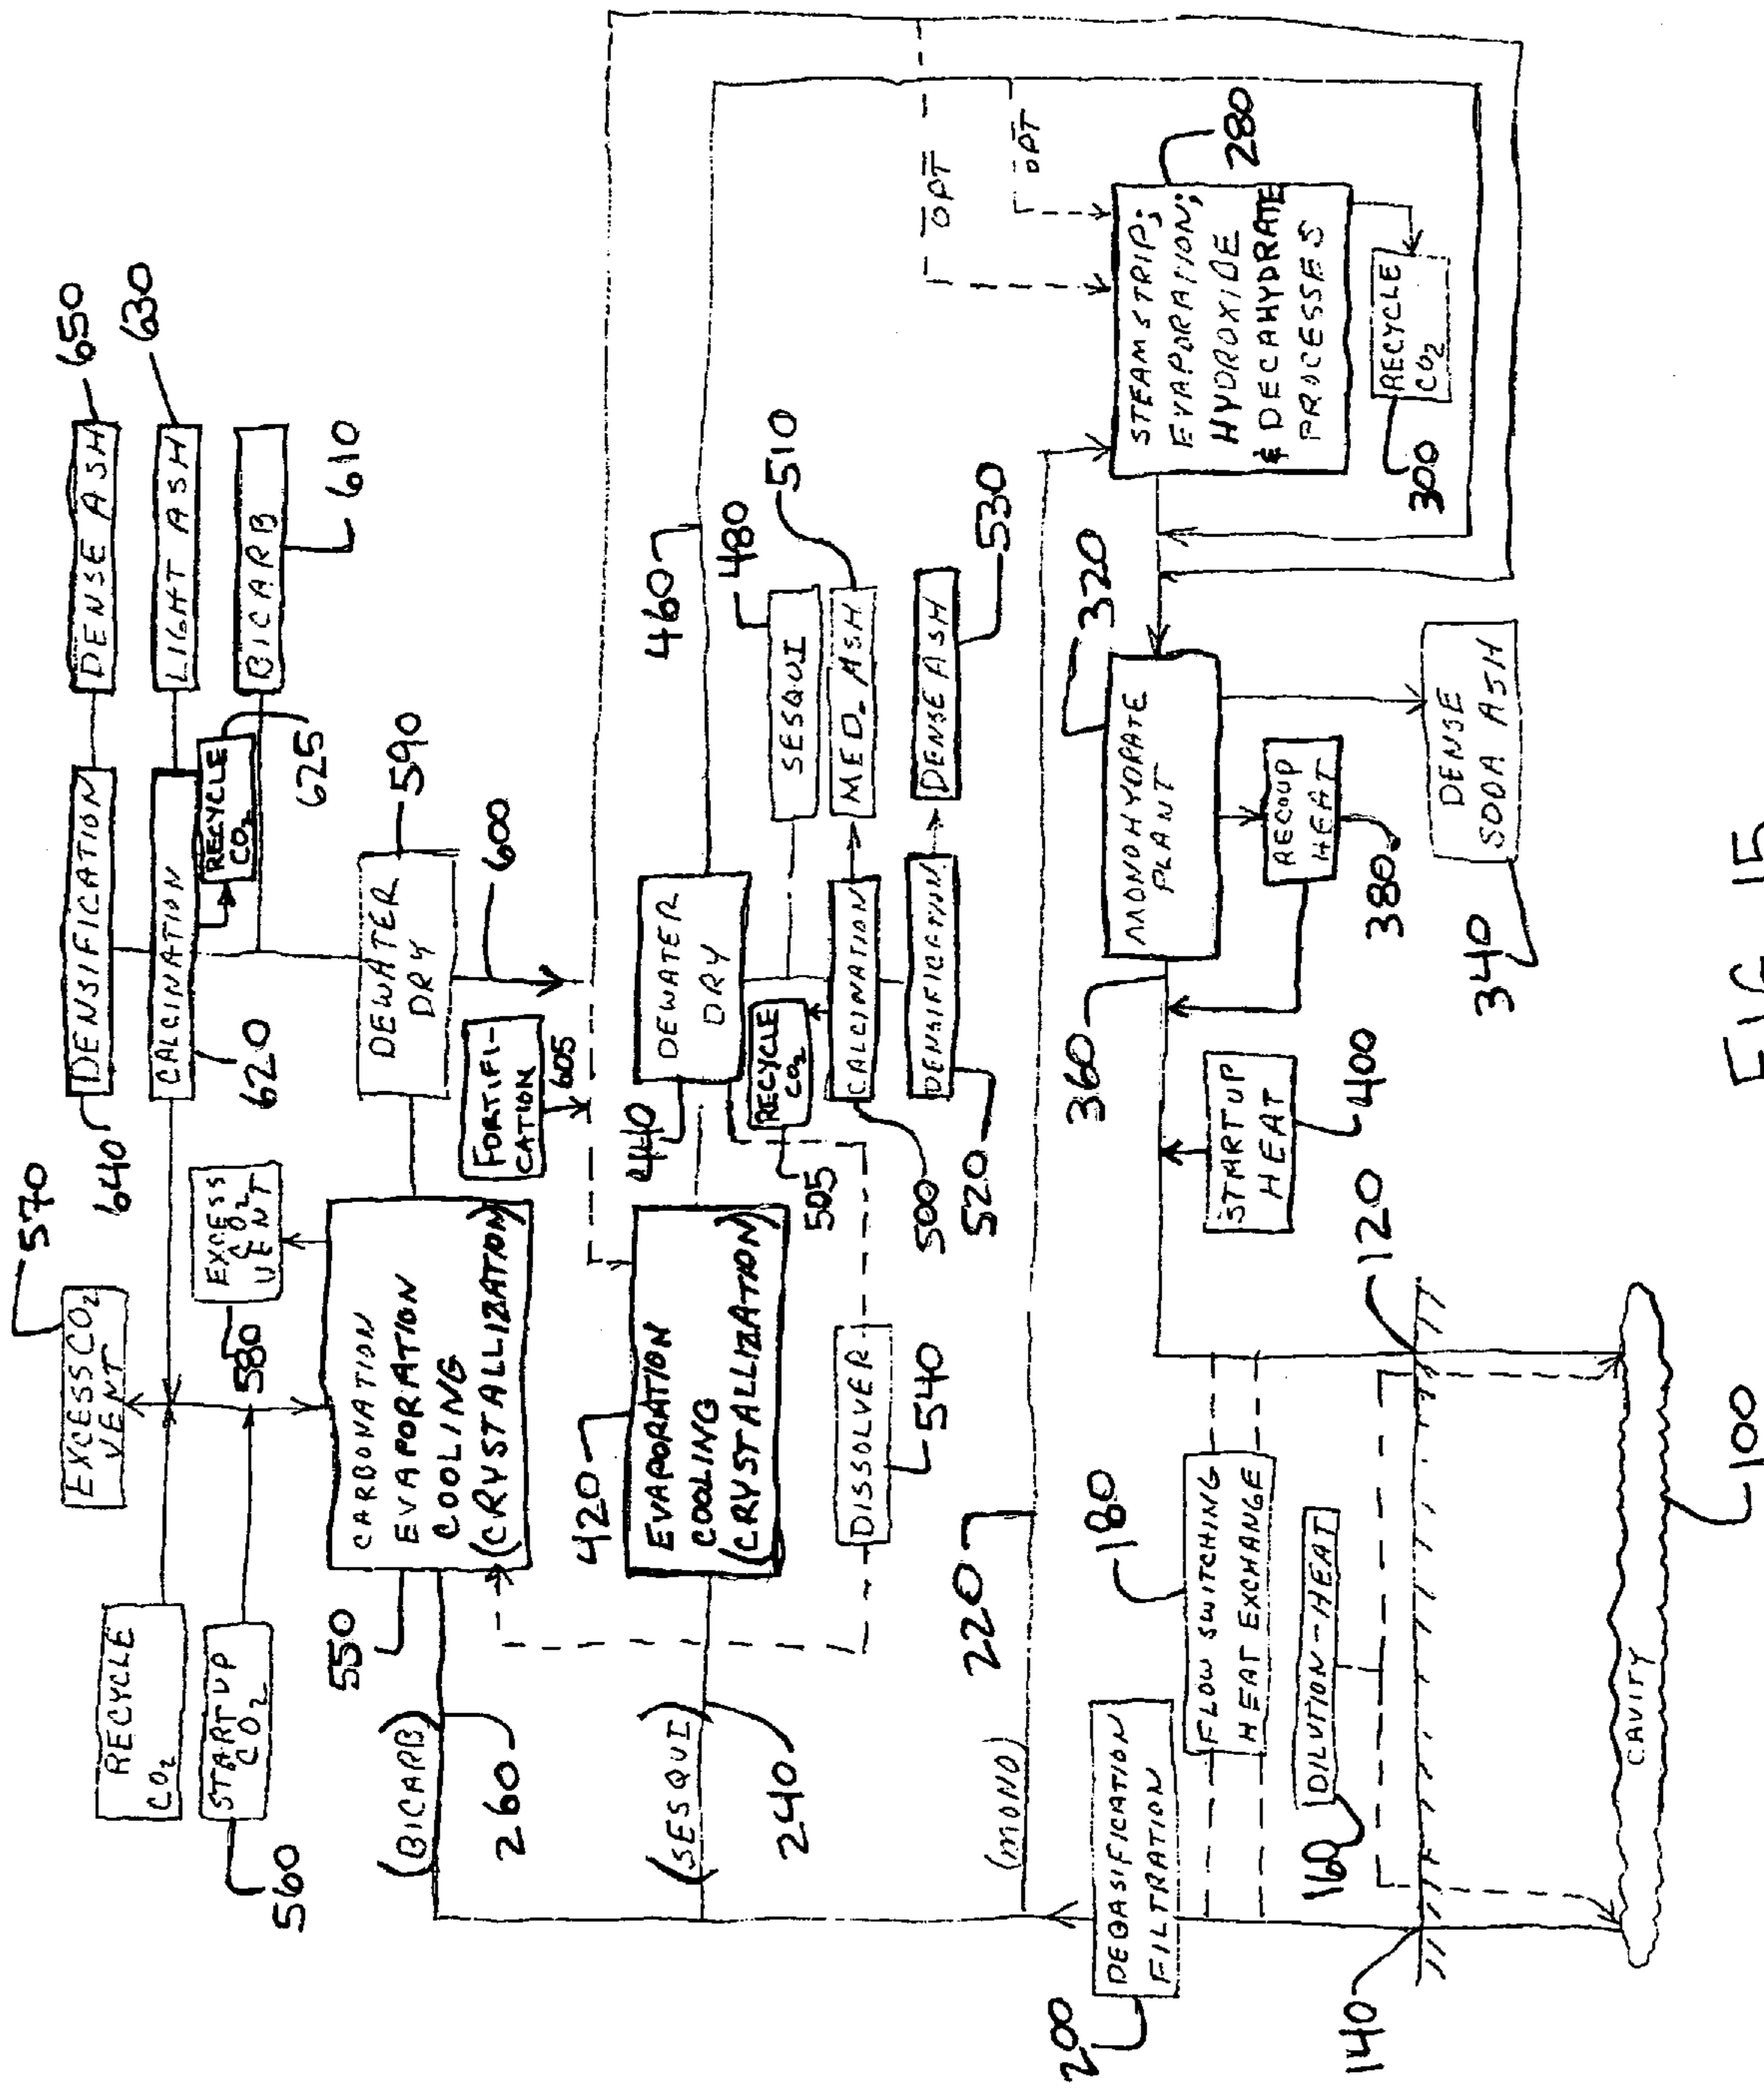 570
EXCESS CO2
VENT
RECYCLE
CO2
STARTUP
CO2
560
EXCESS
CO2
VENT
580
640
DENSIFICATION
DENSE ASH
650
CALCINATION
620
LIGHT ASH
630
RECYCLE
CO2
625
BICARB
610
(BICARB)
260
550
CARBONATION
EVAPORATION
COOLING
(CRYSTALLIZATION)
DEWATER
DRY
590
600
FORTIFI-
CATION
605
(SESQUI)
240
420
EVAPORATION
COOLING
(CRYSTALLIZATION)
DEWATER
DRY
440
460
RECYCLE
CO2
505
SESQUI
480
CALCINATION
500
MED. ASH
510
DENSIFICATION
520
DENSE ASH
530
DISSOLVER
540
OPT
OPT
(MONO)
220
200
DEGASIFICATION
FILTRATION
180
FLOW SWITCHING
HEAT EXCHANGE
DILUTION-HEAT
160
140
120
CAVITY
100
STARTUP
HEAT
400
360
MONOHYDRATE
PLANT
320
RECOUP
HEAT
380
DENSE
SODA ASH
340
STEAM STRIP;
EVAPORATION;
HYDROXIDE
& DECAHYDRATE
PROCESSES
280
RECYCLE
CO2
300
FIG 15